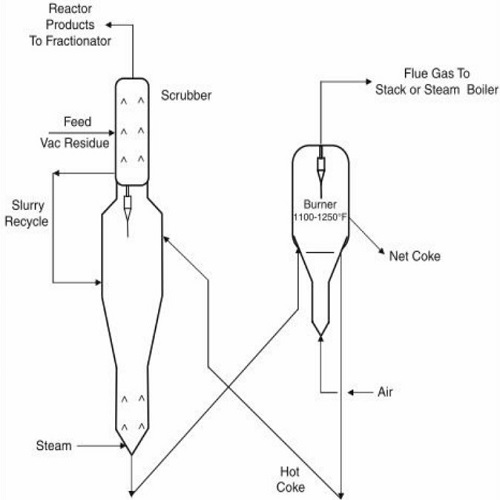 Reactor
Products
To Fractionator
Scrubber
Flue Gas To
Stack or Steam Boiler
Feed
Vac Residue
Slurry
Recycle
Burner
1100-1250°F
Net Coke
Air
Steam
Hot
Coke